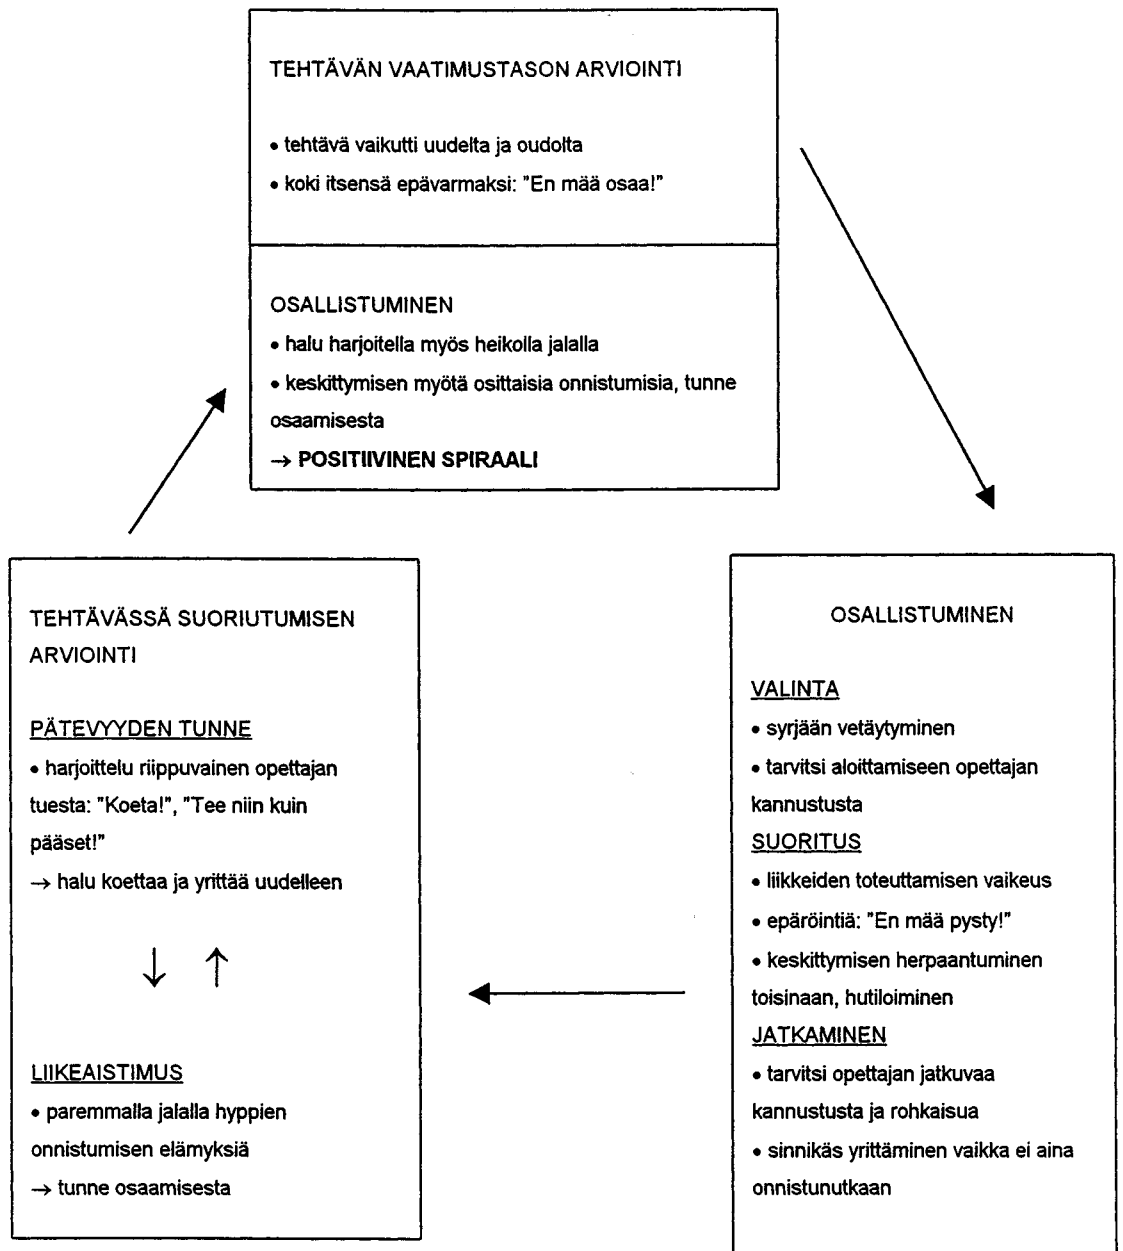 TEHTÄVÄN VAATIMUSTASON ARVIOINTI
• tehtävä vaikutti uudelta ja oudolta
• koki itsensä epävarmaksi: "En mää osaa!"
OSALLISTUMINEN
• halu harjoitella myös heikolla jalalla
• keskittymisen myötä osittaisia onnistumisia, tunne
osaamisesta
→ POSITIIVINEN SPIRAALI
OSALLISTUMINEN
VALINTA
• syrjään vetäytyminen
• tarvitsi aloittamiseen opettajan
kannustusta
SUORITUS
• liikkeiden toteuttamisen vaikeus
• epäröintiä: "En mää pysty!"
• keskittymisen herpaantuminen
toisinaan, hutiloiminen
JATKAMINEN
• tarvitsi opettajan jatkuvaa
kannustusta ja rohkaisua
• sinnikäs yrittäminen vaikka ei aina
onnistunutkaan
TEHTÄVÄSSÄ SUORIUTUMISEN
ARVIOINTI
PÄTEVYYDEN TUNNE
• harjoittelu riippuvainen opettajan
tuesta: "Koeta!", "Tee niin kuin
pääset!"
→ halu koettaa ja yrittää uudelleen
↓ ↑
LIIKEAISTIMUS
• paremmalla jalalla hyppien
onnistumisen elämyksiä
→ tunne osaamisesta